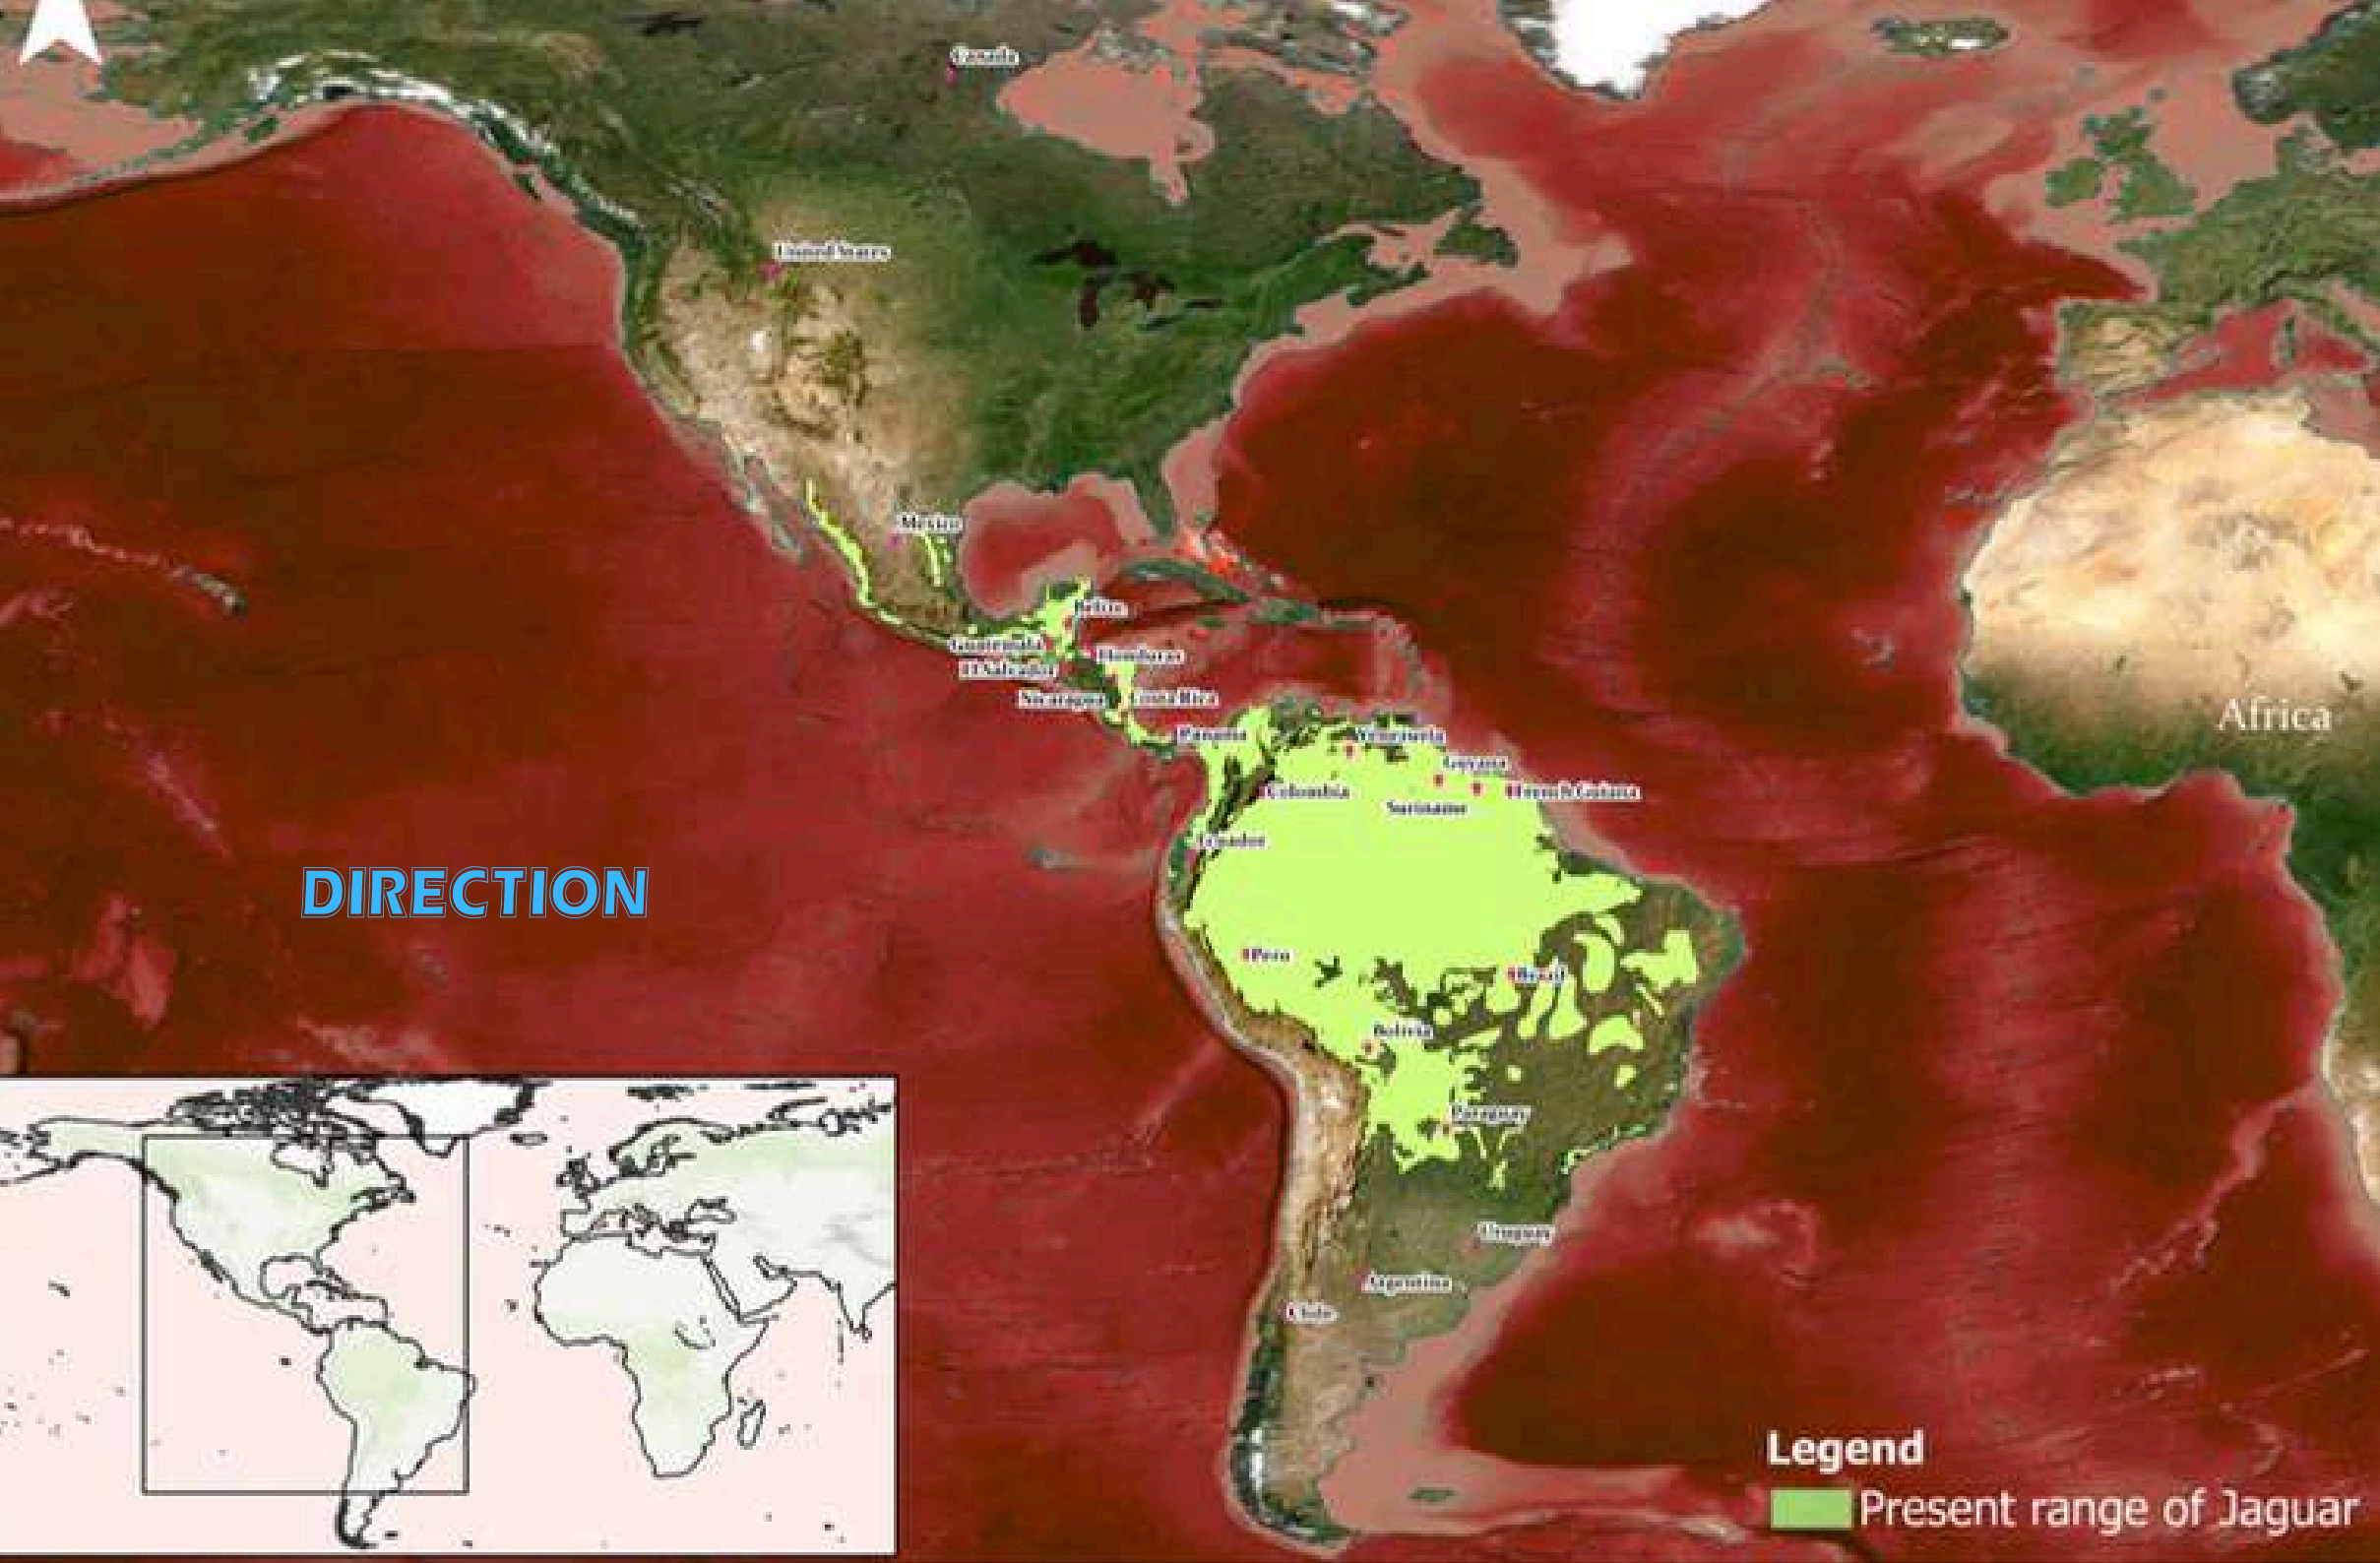 Canada
United States
Mexico
Belize
Guatemala
Honduras
El Salvador
Nicaragua
Costa Rica
Panama
Venezuela
Guyana
Colombia
French Guiana
Suriname
Ecuador
Africa
DIRECTION
Peru
Brazil
Bolivia
Paraguay
Uruguay
Argentina
Chile
Legend
Present range of Jaguar